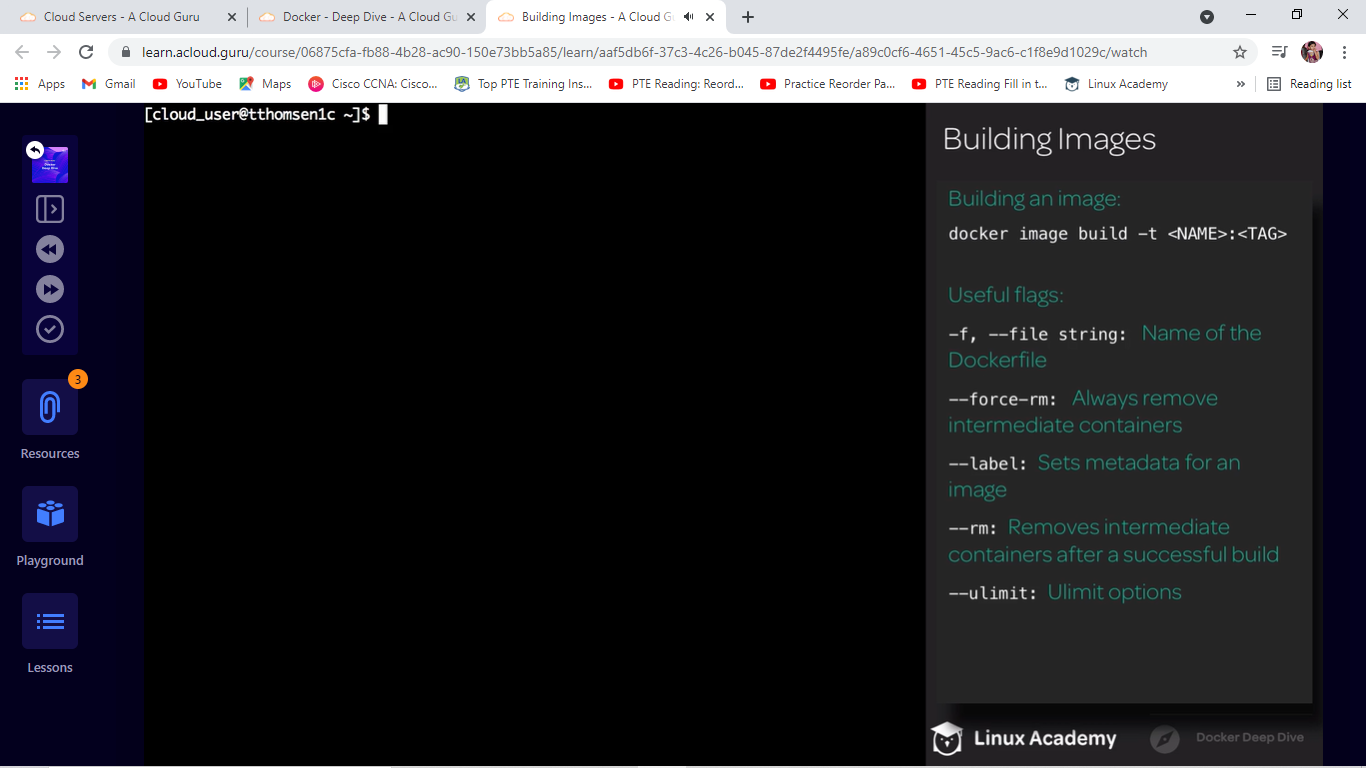 Cloud Servers - A Cloud Guru
Docker - Deep Dive - A Cloud Gu
Building Images - A Cloud G
learn.acloud.guru/course/06875cfa-fb88-4b28-ac90-150e73bb5a85/learn/aaf5db6f-37c3-4c26-b045-87de2f4495fe/a89c0cf6-4651-45c5-9ac6-c1f8e9d1029c/watch
Apps
Gmail
YouTube
Maps
Cisco CCNA: Cisco...
Top PTE Training Ins...
PTE Reading: Reord...
Practice Reorder Pa...
PTE Reading Fill in t...
Linux Academy
»
Reading list
[cloud_user@tthomsen1c ~]$
Docker
Deep Dive
3
Resources
Playground
Lessons
Building Images
Building an image:
docker image build -t <NAME>:<TAG>
Useful flags:
-f, --file string: Name of the
Dockerfile
--force-rm: Always remove
intermediate containers
--label: Sets metadata for an
image
--rm: Removes intermediate
containers after a successful build
--ulimit: Ulimit options
Linux Academy
Docker Deep Dive